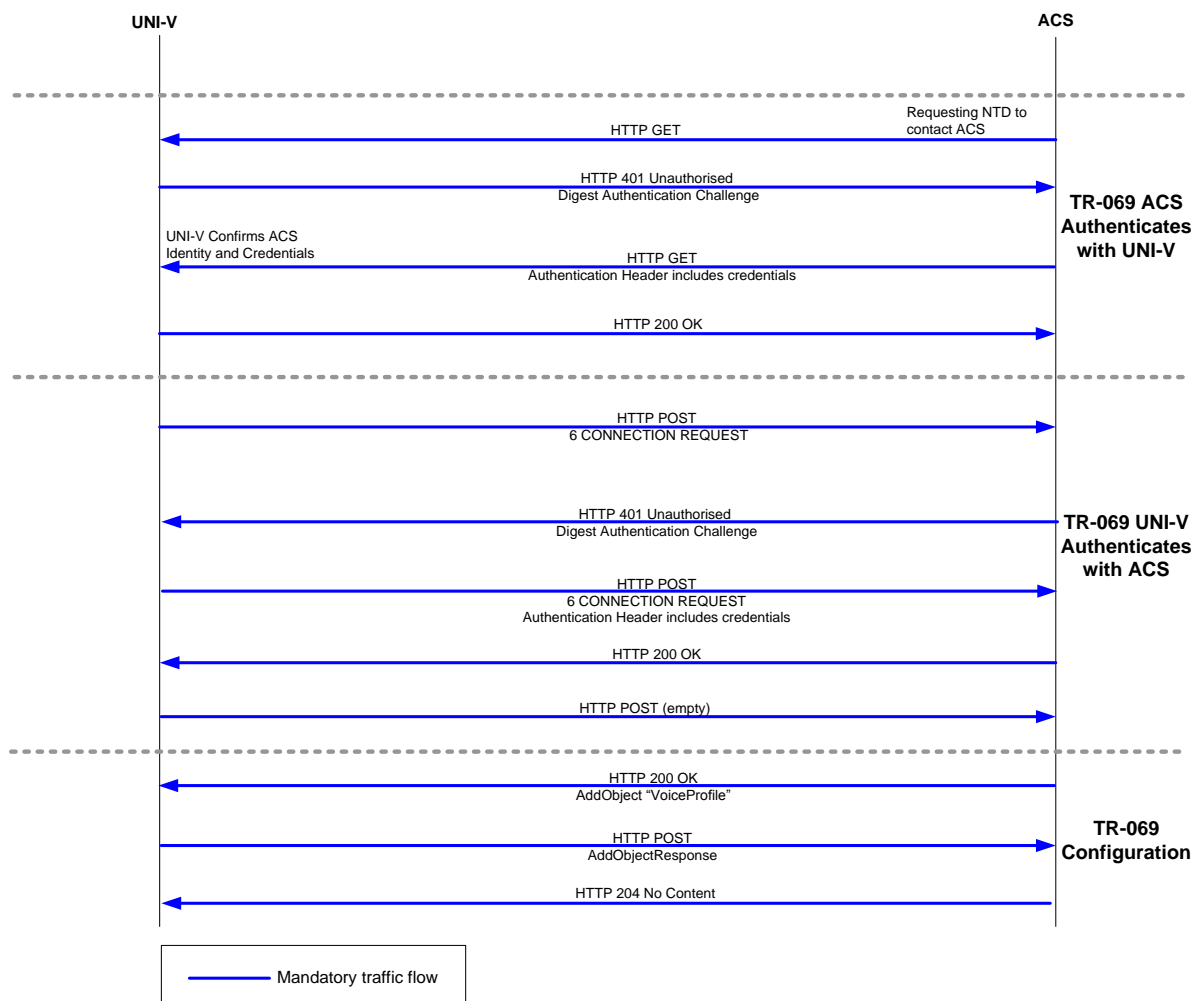 UNI-V
ACS
Requesting NTD to
contact ACS
HTTP GET
HTTP 401 Unauthorised
Digest Authentication Challenge
TR-069 ACS
Authenticates
with UNI-V
UNI-V Confirms ACS
Identity and Credentials
HTTP GET
Authentication Header includes credentials
HTTP 200 OK
HTTP POST
6 CONNECTION REQUEST
HTTP 401 Unauthorised
Digest Authentication Challenge
TR-069 UNI-V
Authenticates
with ACS
HTTP POST
6 CONNECTION REQUEST
Authentication Header includes credentials
HTTP 200 OK
HTTP POST (empty)
HTTP 200 OK
AddObject “VoiceProfile”
HTTP POST
AddObjectResponse
TR-069
Configuration
HTTP 204 No Content
Mandatory traffic flow